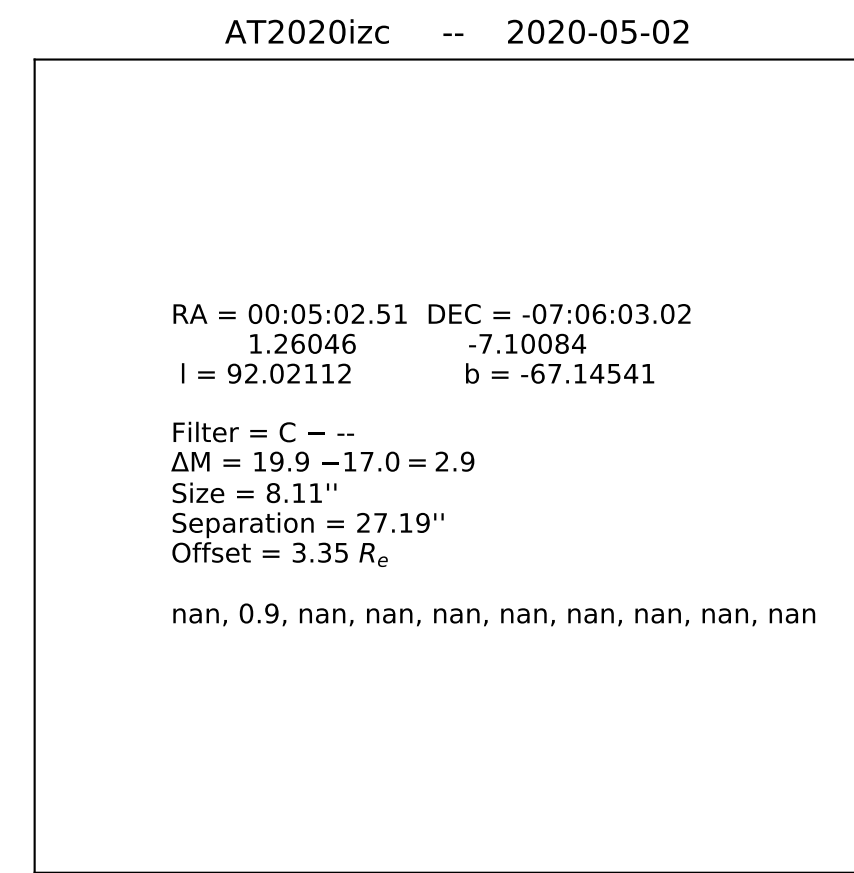 AT2020izc -- 2020-05-02
RA = 00:05:02.51 DEC = -07:06:03.02
1.26046 -7.10084
l = 92.02112 b = -67.14541
Filter = C − --
ΔM = 19.9 −17.0 = 2.9
Size = 8.11''
Separation = 27.19''
Offset = 3.35 Rₑ
nan, 0.9, nan, nan, nan, nan, nan, nan, nan, nan